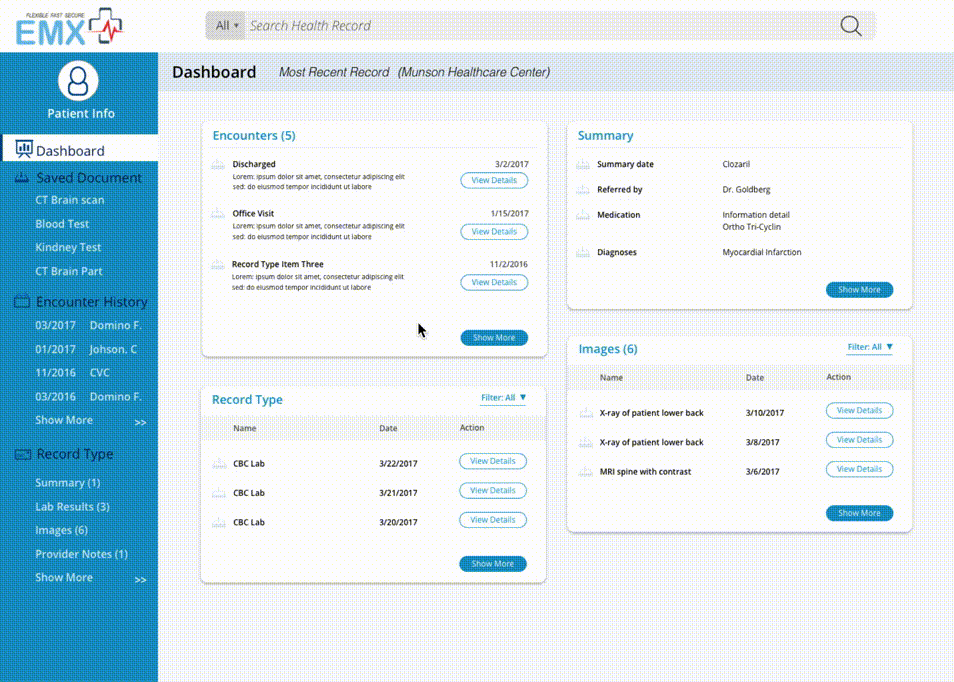 FLEXIBLE FAST SECURE
EMX
All ▾ Search Health Record
Patient Info
Dashboard
Saved Document
CT Brain scan
Blood Test
Kindney Test
CT Brain Part
Encounter History
03/2017 Domino F.
01/2017 Johson. C
11/2016 CVC
03/2016 Domino F.
Show More >>
Record Type
Summary (1)
Lab Results (3)
Images (6)
Provider Notes (1)
Show More >>
Dashboard Most Recent Record (Munson Healthcare Center)
Encounters (5)
Discharged 3/2/2017
Lorem: ipsum dolor sit amet, consectetur adipiscing elit
sed: do eiusmod tempor incididunt ut labore
View Details
Office Visit 1/15/2017
Lorem: ipsum dolor sit amet, consectetur adipiscing elit
sed: do eiusmod tempor incididunt ut labore
View Details
Record Type Item Three 11/2/2016
Lorem: ipsum dolor sit amet, consectetur adipiscing elit
sed: do eiusmod tempor incididunt ut labore
View Details
Show More
Record Type Filter: All ▼
Name Date Action
CBC Lab 3/22/2017 View Details
CBC Lab 3/21/2017 View Details
CBC Lab 3/20/2017 View Details
Show More
Summary
Summary date Clozaril
Referred by Dr. Goldberg
Medication Information detail
Ortho Tri-Cyclin
Diagnoses Myocardial Infarction
Show More
Images (6) Filter: All ▼
Name Date Action
X-ray of patient lower back 3/10/2017 View Details
X-ray of patient lower back 3/8/2017 View Details
MRI spine with contrast 3/6/2017 View Details
Show More